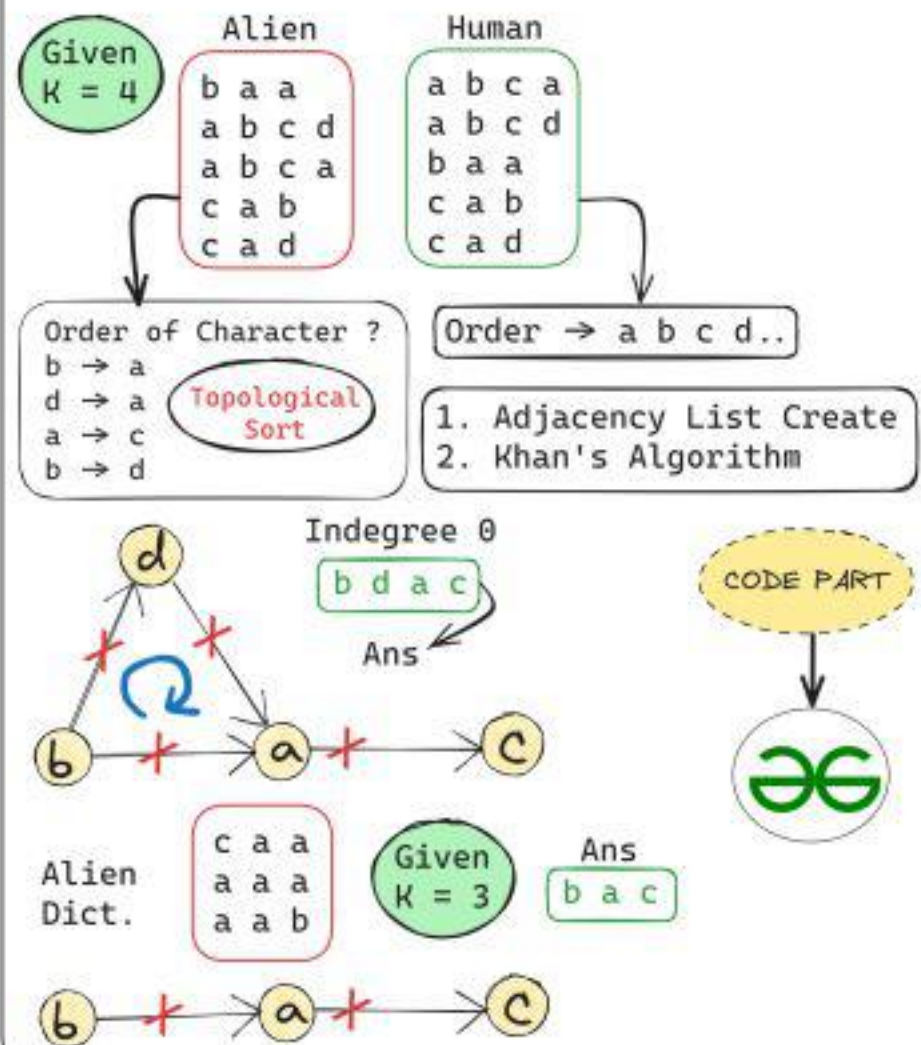 Given
K = 4
Alien
b a a
a b c d
a b c a
c a b
c a d
Human
a b c a
a b c d
b a a
c a b
c a d
Order of Character ?
b → a
d → a
a → c
b → d
Topological
Sort
Order → a b c d..
1. Adjacency List Create
2. Khan's Algorithm
d
b
a
c
Indegree 0
b d a c
Ans
CODE PART
Alien
Dict.
c a a
a a a
a a b
Given
K = 3
Ans
b a c
b
a
c